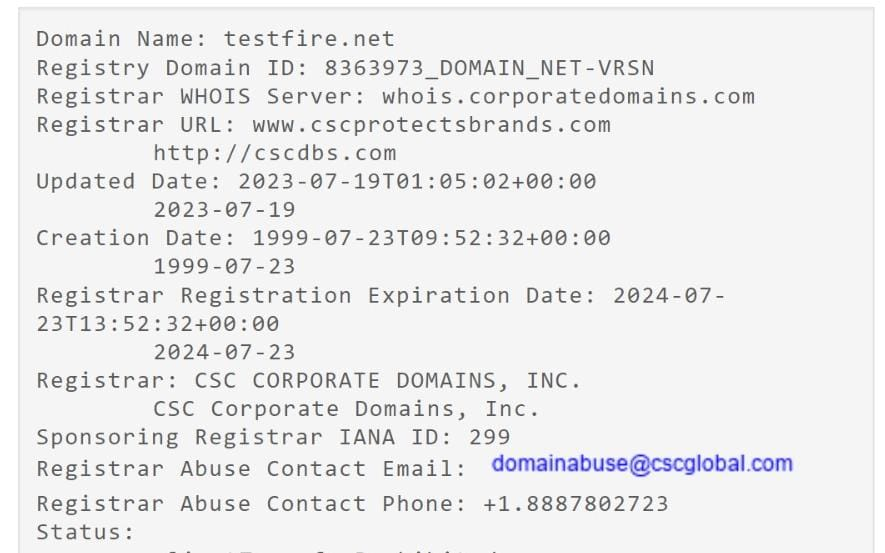 Domain Name: testfire.net
Registry Domain ID: 8363973_DOMAIN_NET-VRSN
Registrar WHOIS Server: whois.corporatedomains.com
Registrar URL: www.cscprotectsbrands.com
http://cscdbs.com
Updated Date: 2023-07-19T01:05:02+00:00
2023-07-19
Creation Date: 1999-07-23T09:52:32+00:00
1999-07-23
Registrar Registration Expiration Date: 2024-07-
23T13:52:32+00:00
2024-07-23
Registrar: CSC CORPORATE DOMAINS, INC.
CSC Corporate Domains, Inc.
Sponsoring Registrar IANA ID: 299
Registrar Abuse Contact Email: domainabuse@cscglobal.com
Registrar Abuse Contact Phone: +1.8887802723
Status: